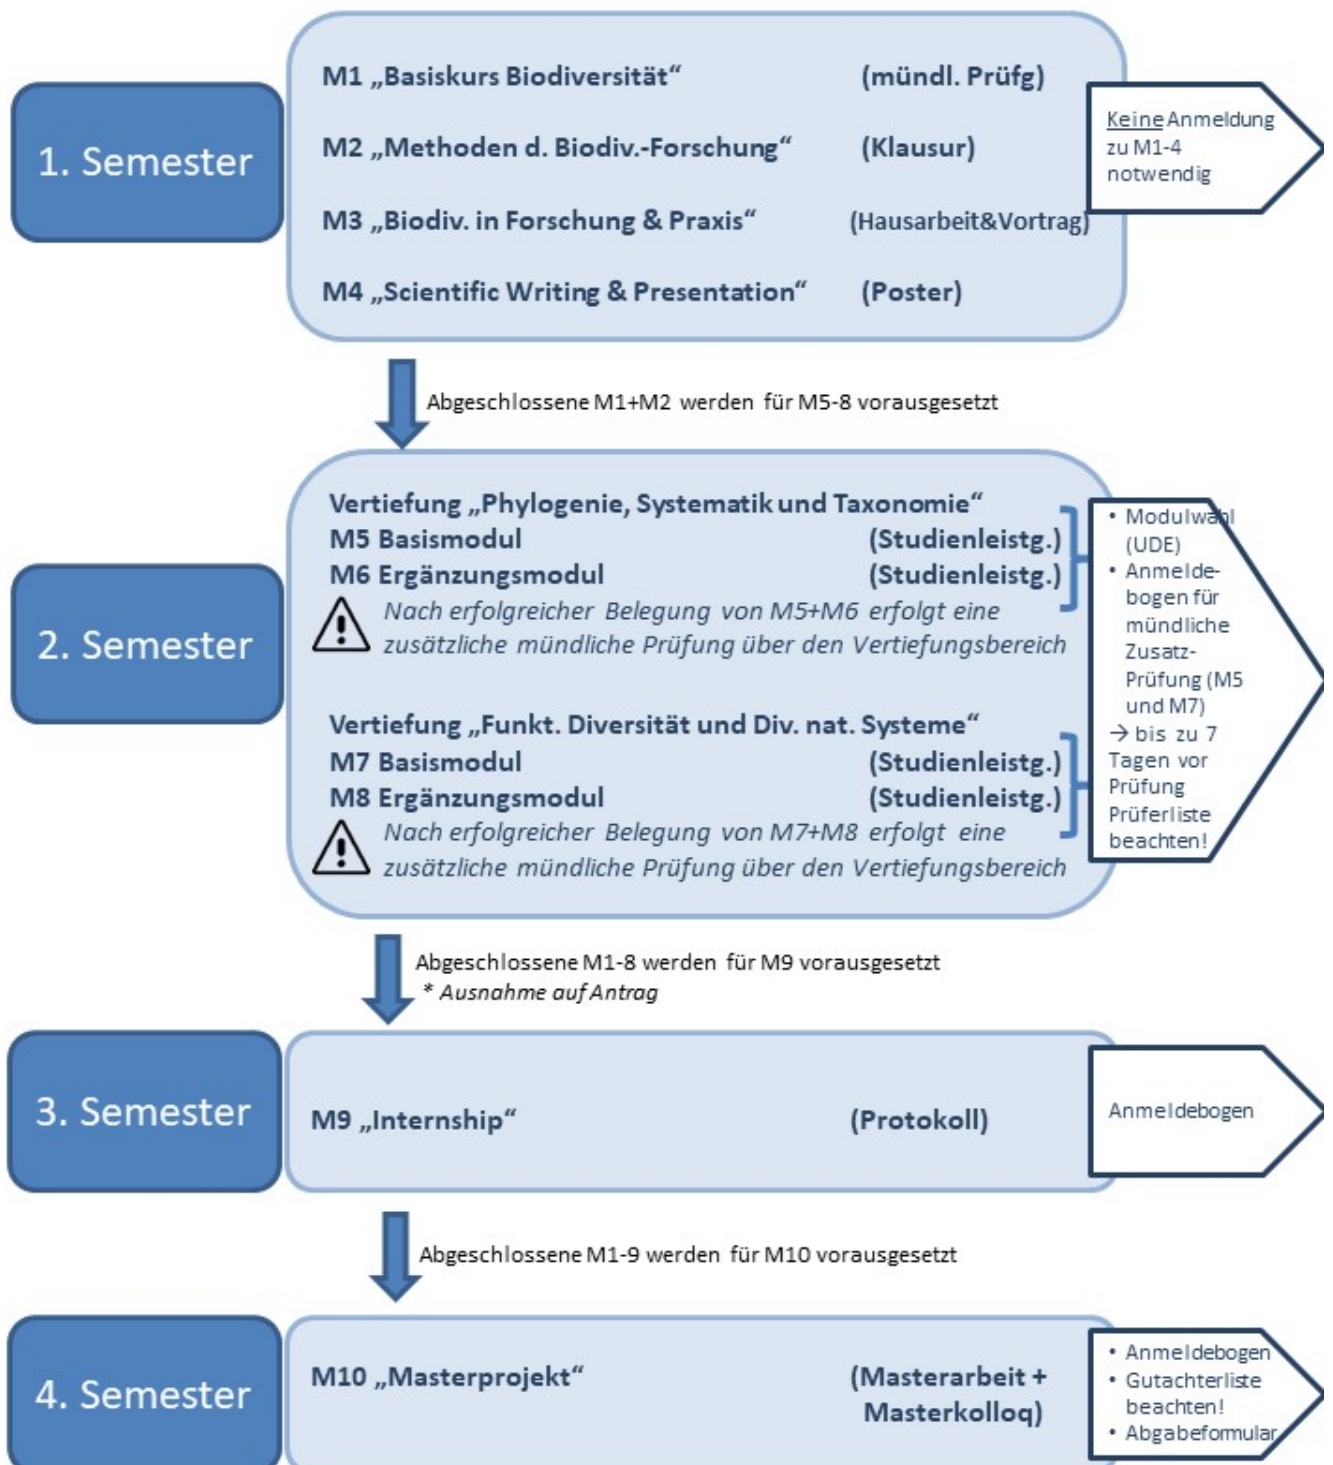 1. Semester
M1 „Basiskurs Biodiversität“ (mündl. Prüfg)
M2 „Methoden d. Biodiv.-Forschung“ (Klausur)
M3 „Biodiv. in Forschung & Praxis“ (Hausarbeit&Vortrag)
M4 „Scientific Writing & Presentation“ (Poster)
Keine Anmeldung
zu M1-4
notwendig
Abgeschlossene M1+M2 werden für M5-8 vorausgesetzt
2. Semester
Vertiefung „Phylogenie, Systematik und Taxonomie“
M5 Basismodul (Studienleistg.)
M6 Ergänzungsmodul (Studienleistg.)
Nach erfolgreicher Belegung von M5+M6 erfolgt eine
zusätzliche mündliche Prüfung über den Vertiefungsbereich
Vertiefung „Funkt. Diversität und Div. nat. Systeme“
M7 Basismodul (Studienleistg.)
M8 Ergänzungsmodul (Studienleistg.)
Nach erfolgreicher Belegung von M7+M8 erfolgt eine
zusätzliche mündliche Prüfung über den Vertiefungsbereich
• Modulwahl
(UDE)
• Anmelde-
bogen für
mündliche
Zusatz-
Prüfung (M5
und M7)
→ bis zu 7
Tagen vor
Prüfung
Prüferliste
beachten!
Abgeschlossene M1-8 werden für M9 vorausgesetzt
* Ausnahme auf Antrag
3. Semester
M9 „Internship“ (Protokoll)
Anmeldebogen
Abgeschlossene M1-9 werden für M10 vorausgesetzt
4. Semester
M10 „Masterprojekt“ (Masterarbeit +
Masterkolloq)
• Anmeldebogen
• Gutachterliste
beachten!
• Abgabeformular